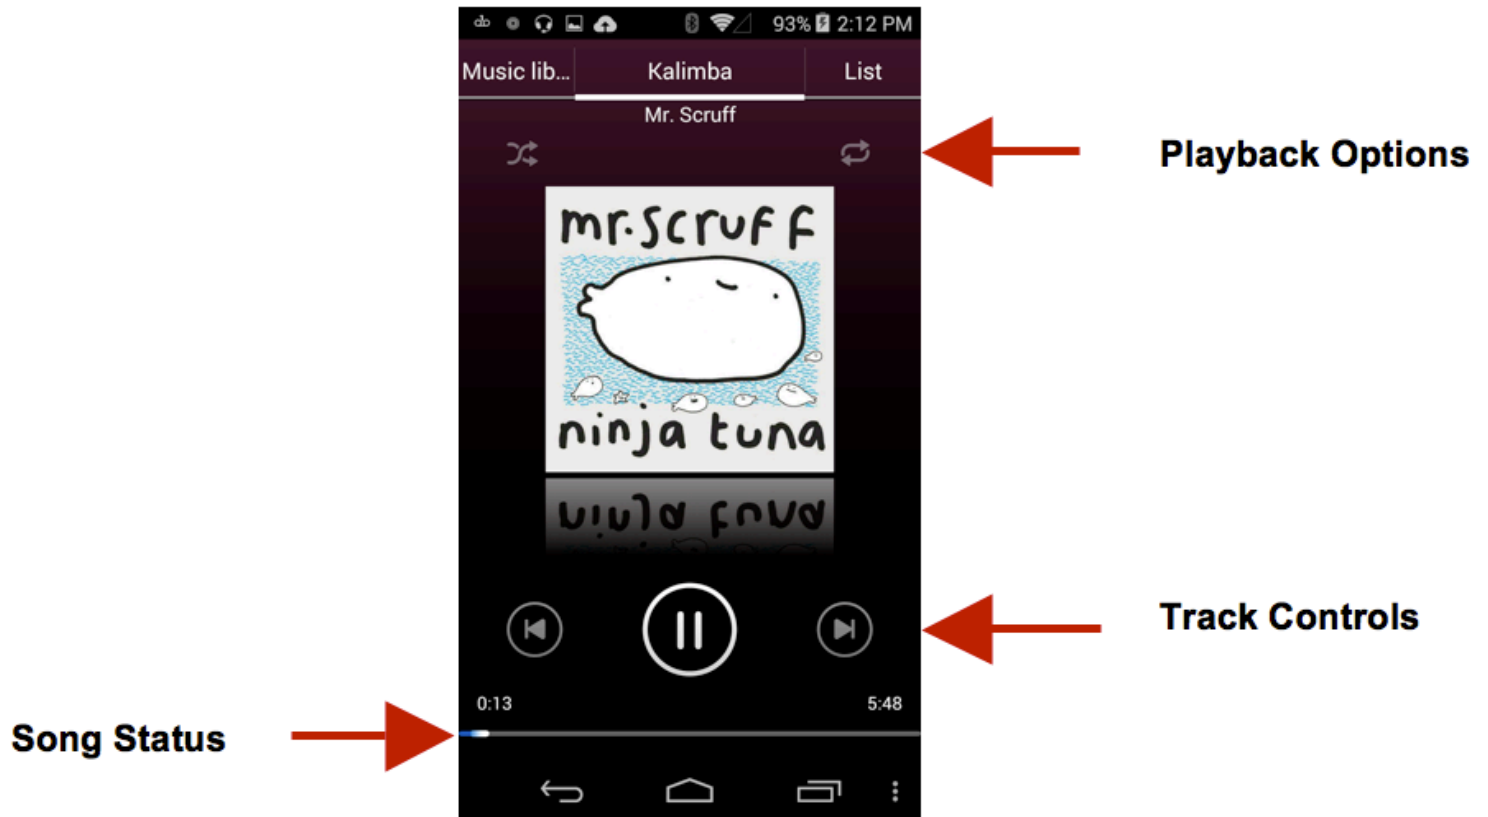 93% 2:12 PM
Music lib... Kalimba List
Mr. Scruff
Playback Options
mr.scruff
ninja tuna
Track Controls
0:13 5:48
Song Status